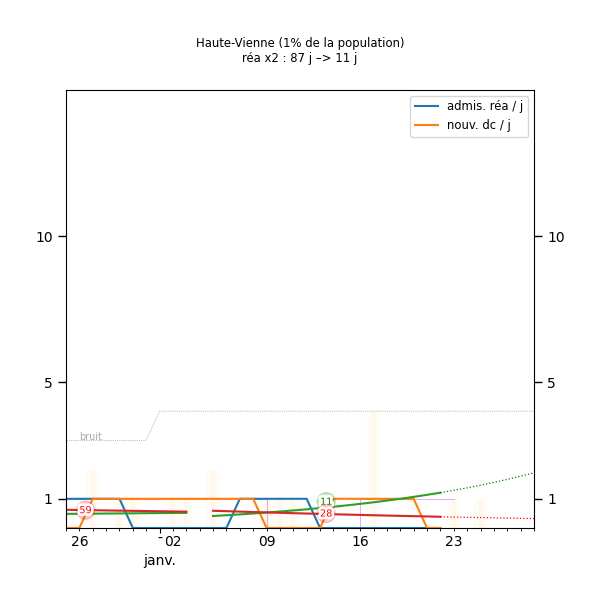 Haute-Vienne (1% de la population)
réa x2 : 87 j –> 11 j
admis. réa / j
nouv. dc / j
10 10
5 5
bruit
1 1
59 11
28
26 02 09 16 23
janv.